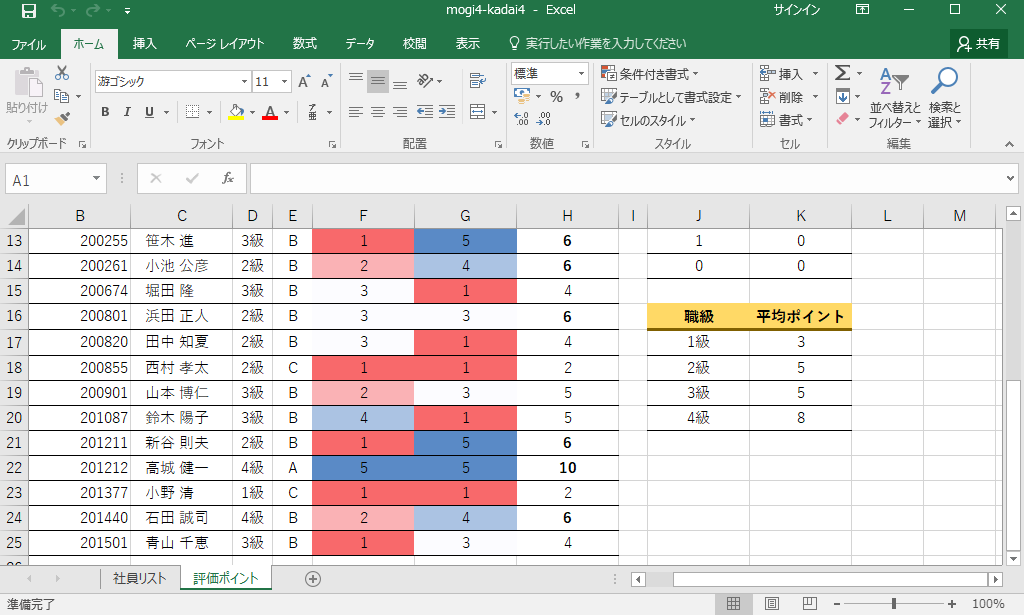 mogi4-kadai4 - Excel サインイン
ファイル ホーム 挿入 ページ レイアウト 数式 データ 校閲 表示 実行したい作業を入力してください 共有
貼り付け 游ゴシック 11 A A 標準 条件付き書式 挿入 Σ
B I U A % , テーブルとして書式設定 削除 並べ替えと フィルター 検索と 選択
セルのスタイル 書式
クリップボード フォント 配置 数値 スタイル セル 編集
A1 fx
B C D E F G H I J K L M
13 200255 笹木 進 3級 B 1 5 6 1 0
14 200261 小池 公彦 2級 B 2 4 6 0 0
15 200674 堀田 隆 3級 B 3 1 4
16 200801 浜田 正人 2級 B 3 3 6 職級 平均ポイント
17 200820 田中 知夏 2級 B 3 1 4 1級 3
18 200855 西村 孝太 2級 C 1 1 2 2級 5
19 200901 山本 博仁 3級 B 2 3 5 3級 5
20 201087 鈴木 陽子 3級 B 4 1 5 4級 8
21 201211 新谷 則夫 2級 B 1 5 6
22 201212 高城 健一 4級 A 5 5 10
23 201377 小野 清 1級 C 1 1 2
24 201440 石田 誠司 4級 B 2 4 6
25 201501 青山 千恵 3級 B 1 3 4
社員リスト 評価ポイント
準備完了 100%